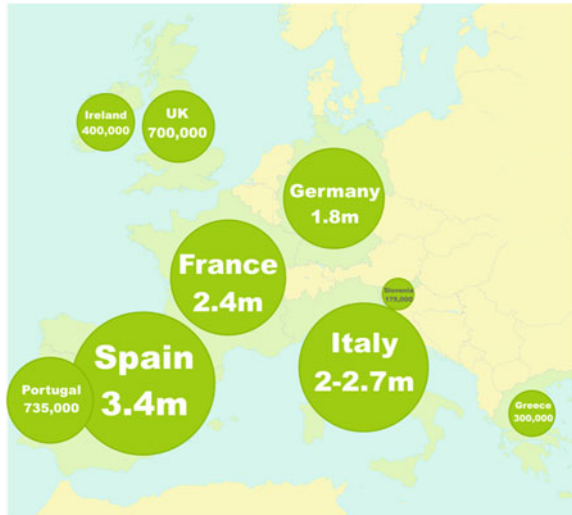 Ireland
400,000
UK
700,000
Germany
1.8m
France
2.4m
Slovenia
175,000
Spain
3.4m
Italy
2-2.7m
Portugal
735,000
Greece
300,000